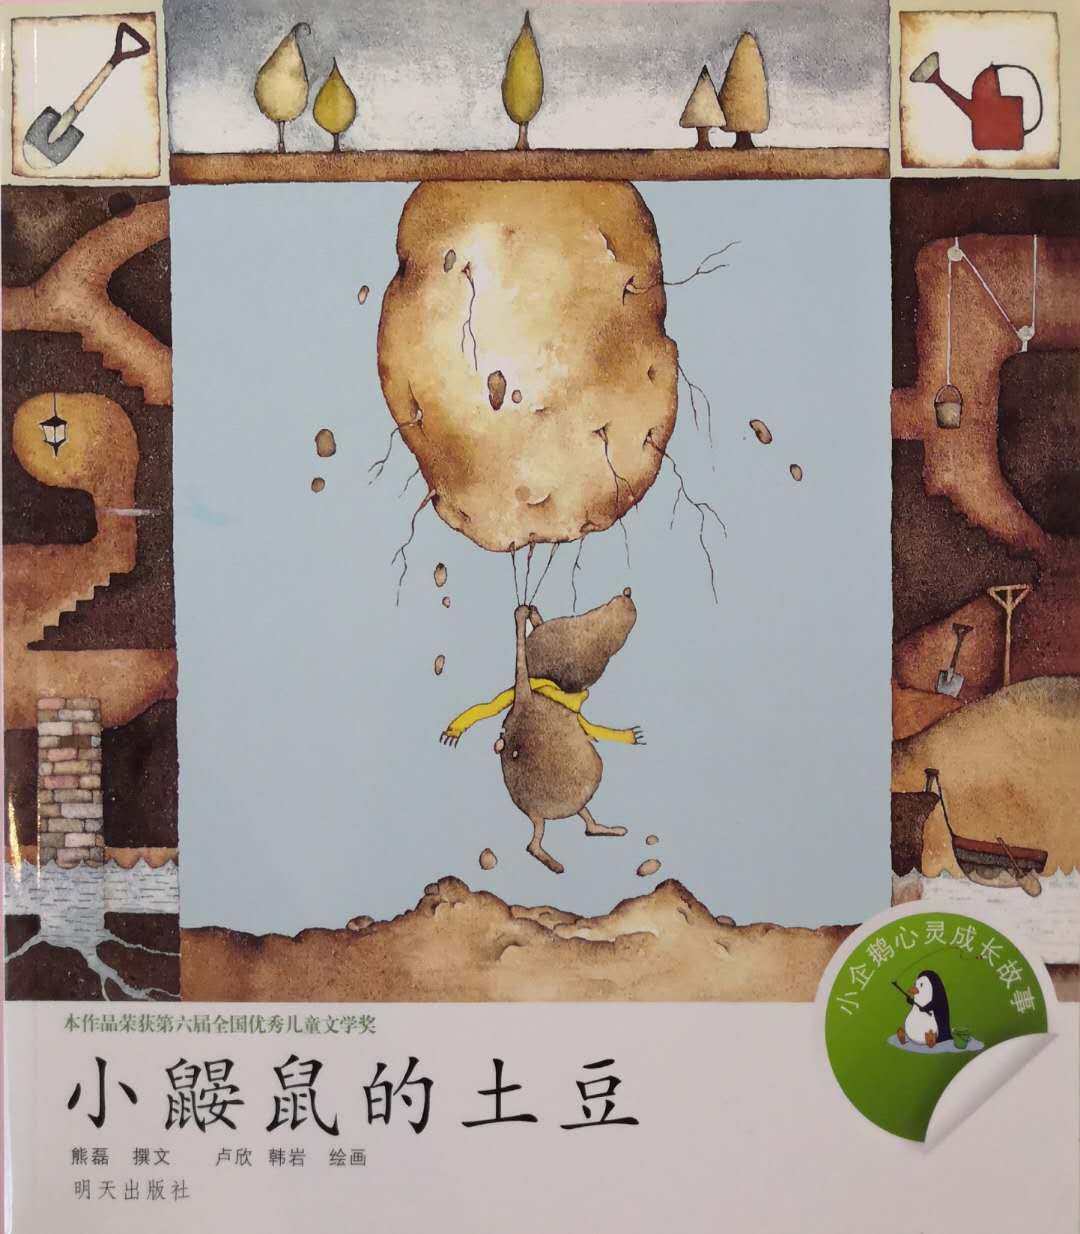 小企鹅心灵成长故事
本作品荣获第六届全国优秀儿童文学奖
小鼹鼠的土豆
熊磊 撰文 卢欣 韩岩 绘画
明天出版社